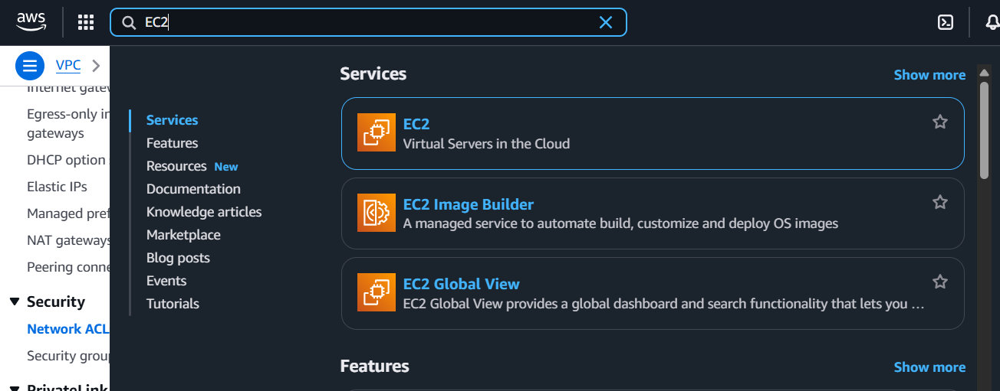 aws
EC2
VPC
Internet gatew
Egress-only in
gateways
DHCP option
Elastic IPs
Managed pref
NAT gateways
Peering conne
Security
Network ACL
Security group
PrivateLink
Services
Features
Resources New
Documentation
Knowledge articles
Marketplace
Blog posts
Events
Tutorials
Services
Show more
EC2
Virtual Servers in the Cloud
EC2 Image Builder
A managed service to automate build, customize and deploy OS images
EC2 Global View
EC2 Global View provides a global dashboard and search functionality that lets you ...
Features
Show more